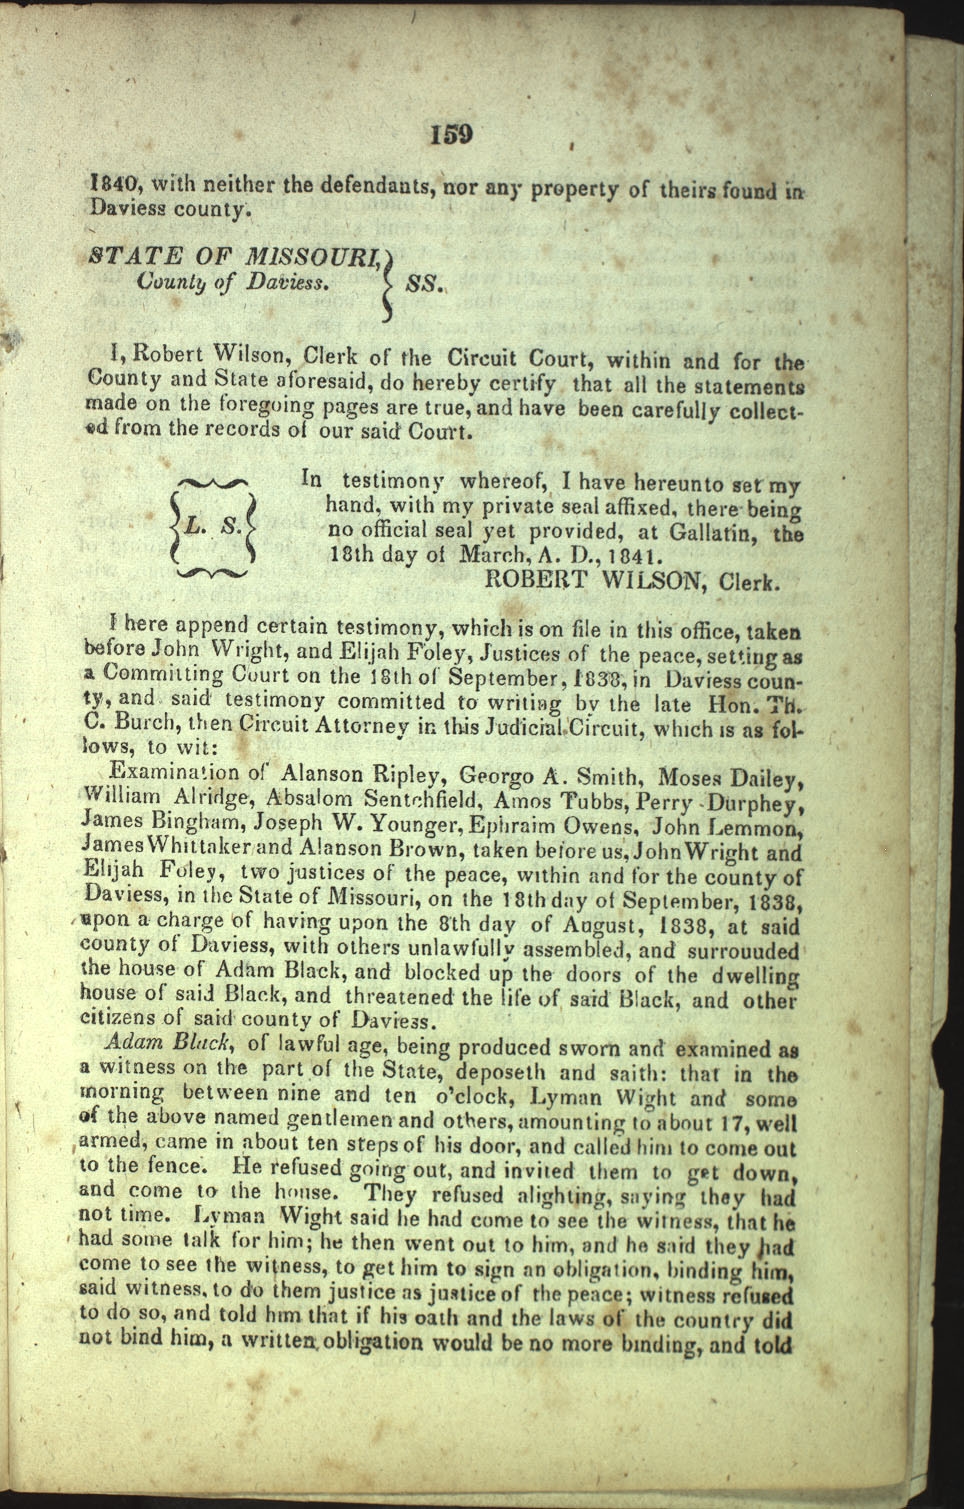 159
1840, with neither the defendants, nor any property of theirs found in
Daviess county.
STATE OF MISSOURI,}
County of Daviess. } SS.
I, Robert Wilson, Clerk of the Circuit Court, within and for the
County and State aforesaid, do hereby certify that all the statements
made on the foregoing pages are true, and have been carefully collect-
ed from the records of our said Court.
{L. S.}
In testimony whereof, I have hereunto set my
hand, with my private seal affixed, there being
no official seal yet provided, at Gallatin, the
18th day of March, A. D., 1841.
ROBERT WILSON, Clerk.
I here append certain testimony, which is on file in this office, taken
before John Wright, and Elijah Foley, Justices of the peace, setting as
a Committing Court on the 18th of September, 1838, in Daviess coun-
ty, and said testimony committed to writing by the late Hon. Th.
C. Burch, then Circuit Attorney in this Judicial Circuit, which is as fol-
lows, to wit:
Examination of Alanson Ripley, Georgo A. Smith, Moses Dailey,
William Alridge, Absalom Sentchfield, Amos Tubbs, Perry Durphey,
James Bingham, Joseph W. Younger, Ephraim Owens, John Lemmon,
James Whittaker and Alanson Brown, taken before us, John Wright and
Elijah Foley, two justices of the peace, within and for the county of
Daviess, in the State of Missouri, on the 18th day of September, 1838,
upon a charge of having upon the 8th day of August, 1838, at said
county of Daviess, with others unlawfully assembled, and surrouuded
the house of Adam Black, and blocked up the doors of the dwelling
house of said Black, and threatened the life of said Black, and other
citizens of said county of Daviess.
Adam Black, of lawful age, being produced sworn and examined as
a witness on the part of the State, deposeth and saith: that in the
morning between nine and ten o'clock, Lyman Wight and some
of the above named gentlemen and others, amounting to about 17, well
armed, came in about ten steps of his door, and called him to come out
to the fence. He refused going out, and invited them to get down,
and come to the house. They refused alighting, saying they had
not time. Lyman Wight said he had come to see the witness, that he
had some talk for him; he then went out to him, and he said they had
come to see the witness, to get him to sign an obligation, binding him,
said witness, to do them justice as justice of the peace; witness refused
to do so, and told him that if his oath and the laws of the country did
not bind him, a written obligation would be no more binding, and told